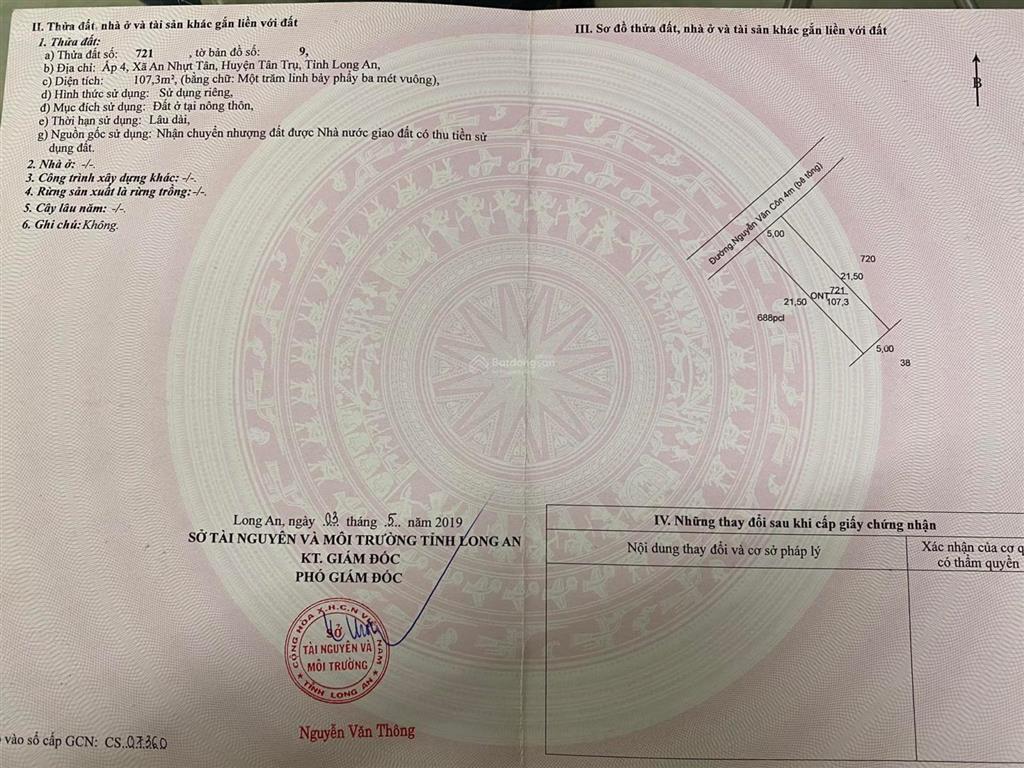 II. Thửa đất, nhà ở và tài sản khác gắn liền với đất
1. Thửa đất:
a) Thửa đất số: 721 , tờ bản đồ số: 9,
b) Địa chỉ: Ấp 4, Xã An Nhựt Tân, Huyện Tân Trụ, Tỉnh Long An,
c) Diện tích: 107,3m², (bằng chữ: Một trăm linh bảy phẩy ba mét vuông),
d) Hình thức sử dụng: Sử dụng riêng,
đ) Mục đích sử dụng: Đất ở tại nông thôn,
e) Thời hạn sử dụng: Lâu dài,
g) Nguồn gốc sử dụng: Nhận chuyển nhượng đất được Nhà nước giao đất có thu tiền sử
dụng đất.
2. Nhà ở: -/-.
3. Công trình xây dựng khác: -/-.
4. Rừng sản xuất là rừng trồng: -/-.
5. Cây lâu năm: -/-.
6. Ghi chú: Không.
Long An, ngày 03 tháng 5 năm 2019
SỞ TÀI NGUYÊN VÀ MÔI TRƯỜNG TỈNH LONG AN
KT. GIÁM ĐỐC
PHÓ GIÁM ĐỐC
CỘNG HÒA X.H.C.N VIỆT NAM
SỞ
TÀI NGUYÊN VÀ
MÔI TRƯỜNG
TỈNH LONG AN
Nguyễn Văn Thông
vào sổ cấp GCN: CS.07360
III. Sơ đồ thửa đất, nhà ở và tài sản khác gắn liền với đất
B
Đường Nguyễn Văn Côn 4m (bê tông)
5,00
720
21,50
721
ONT
107,3
21,50
688pcl
5,00
38
Batdongsan
IV. Những thay đổi sau khi cấp giấy chứng nhận
Nội dung thay đổi và cơ sở pháp lý
Xác nhận của cơ q
có thẩm quyền